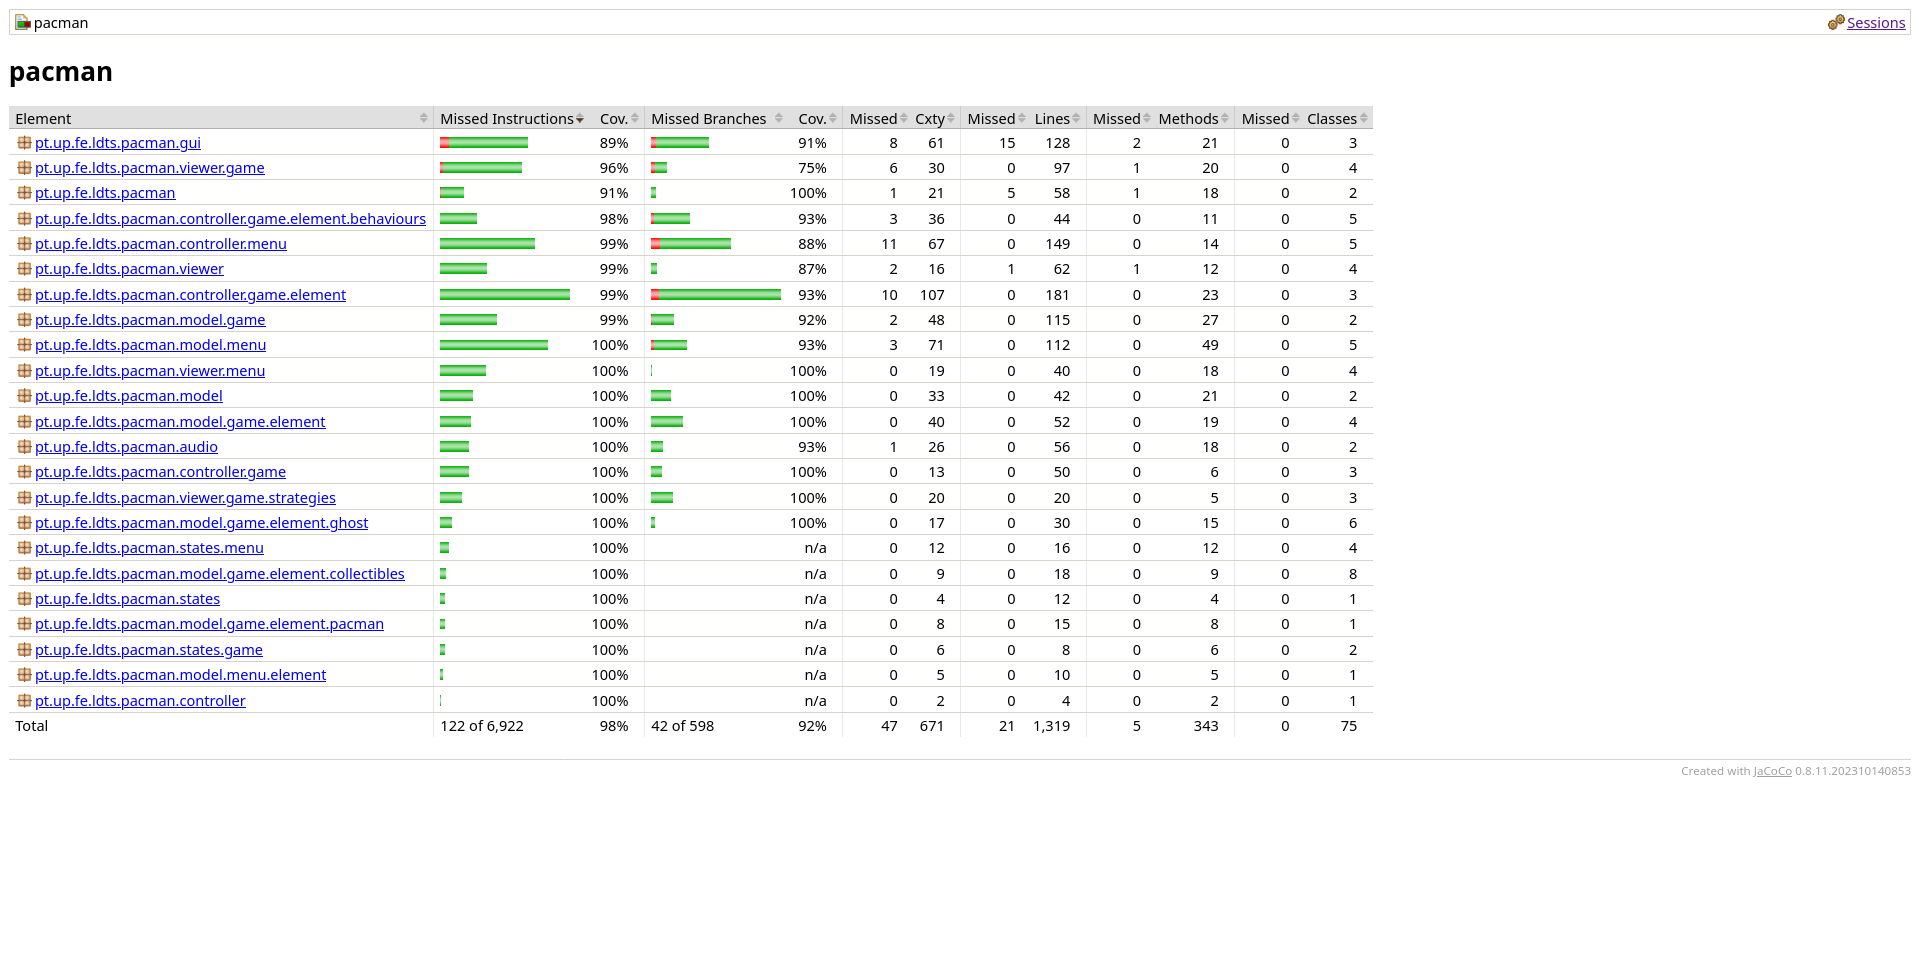 pacman Sessions
pacman
Element Missed Instructions Cov. Missed Branches Cov. Missed Cxty Missed Lines Missed Methods Missed Classes
pt.up.fe.ldts.pacman.gui 89% 91% 8 61 15 128 2 21 0 3
pt.up.fe.ldts.pacman.viewer.game 96% 75% 6 30 0 97 1 20 0 4
pt.up.fe.ldts.pacman 91% 100% 1 21 5 58 1 18 0 2
pt.up.fe.ldts.pacman.controller.game.element.behaviours 98% 93% 3 36 0 44 0 11 0 5
pt.up.fe.ldts.pacman.controller.menu 99% 88% 11 67 0 149 0 14 0 5
pt.up.fe.ldts.pacman.viewer 99% 87% 2 16 1 62 1 12 0 4
pt.up.fe.ldts.pacman.controller.game.element 99% 93% 10 107 0 181 0 23 0 3
pt.up.fe.ldts.pacman.model.game 99% 92% 2 48 0 115 0 27 0 2
pt.up.fe.ldts.pacman.model.menu 100% 93% 3 71 0 112 0 49 0 5
pt.up.fe.ldts.pacman.viewer.menu 100% 100% 0 19 0 40 0 18 0 4
pt.up.fe.ldts.pacman.model 100% 100% 0 33 0 42 0 21 0 2
pt.up.fe.ldts.pacman.model.game.element 100% 100% 0 40 0 52 0 19 0 4
pt.up.fe.ldts.pacman.audio 100% 93% 1 26 0 56 0 18 0 2
pt.up.fe.ldts.pacman.controller.game 100% 100% 0 13 0 50 0 6 0 3
pt.up.fe.ldts.pacman.viewer.game.strategies 100% 100% 0 20 0 20 0 5 0 3
pt.up.fe.ldts.pacman.model.game.element.ghost 100% 100% 0 17 0 30 0 15 0 6
pt.up.fe.ldts.pacman.states.menu 100% n/a 0 12 0 16 0 12 0 4
pt.up.fe.ldts.pacman.model.game.element.collectibles 100% n/a 0 9 0 18 0 9 0 8
pt.up.fe.ldts.pacman.states 100% n/a 0 4 0 12 0 4 0 1
pt.up.fe.ldts.pacman.model.game.element.pacman 100% n/a 0 8 0 15 0 8 0 1
pt.up.fe.ldts.pacman.states.game 100% n/a 0 6 0 8 0 6 0 2
pt.up.fe.ldts.pacman.model.menu.element 100% n/a 0 5 0 10 0 5 0 1
pt.up.fe.ldts.pacman.controller 100% n/a 0 2 0 4 0 2 0 1
Total 122 of 6,922 98% 42 of 598 92% 47 671 21 1,319 5 343 0 75
Created with JaCoCo 0.8.11.202310140853